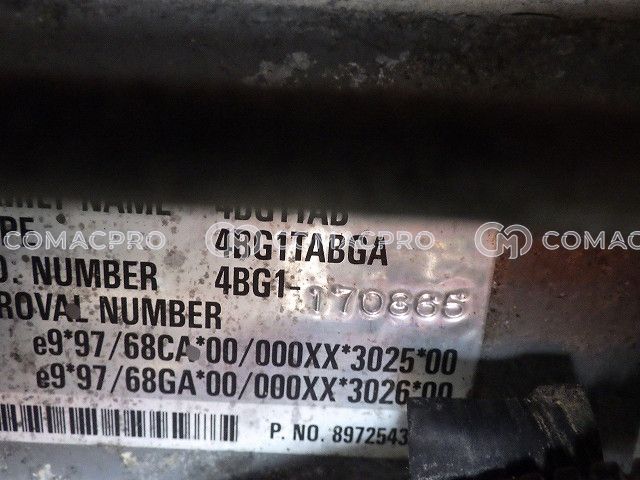 NAME 4BG1TAB
4BG1TABGA
NUMBER 4BG1-170865
NUMBER
e9*97/68CA*00/000XX*3025*00
e9*97/68GA*00/000XX*3026*00
P. NO. 8972543
COMACPRO COMACPRO COMACPRO